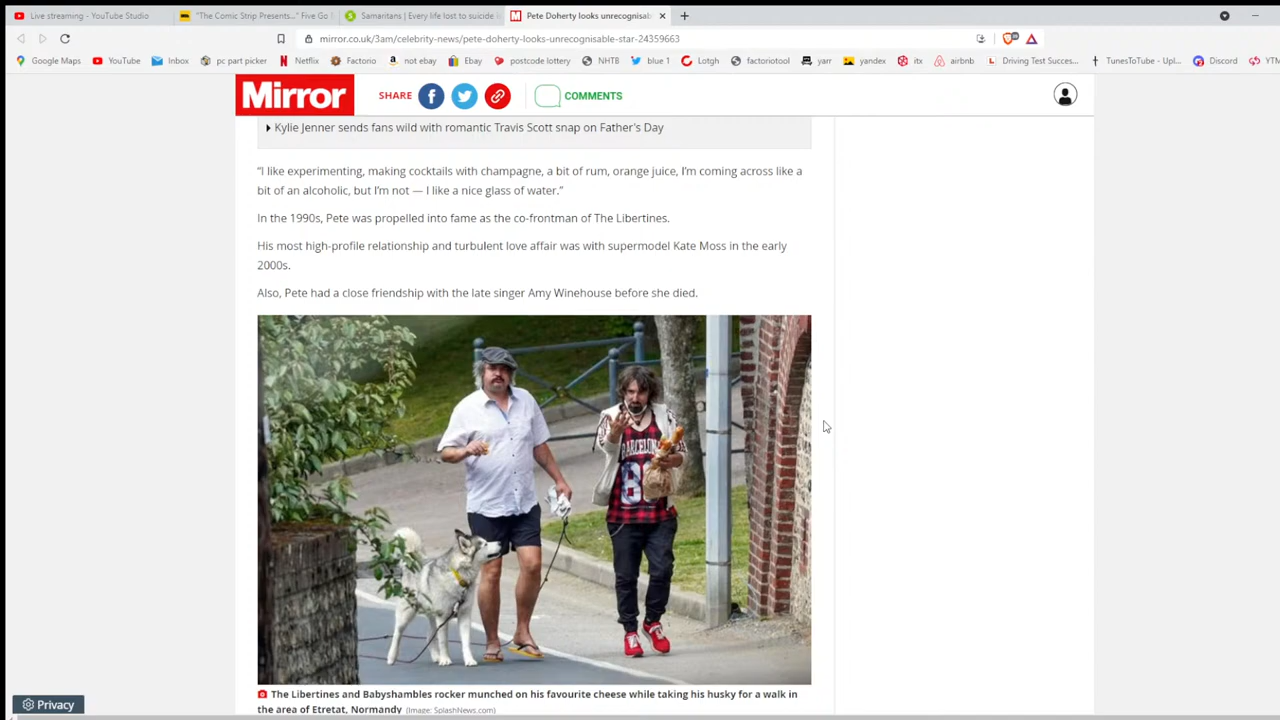 Live streaming - YouTube Studio
"The Comic Strip Presents..." Five Go
Samaritans | Every life lost to suicide is
Pete Doherty looks unrecognisabl
mirror.co.uk/3am/celebrity-news/pete-doherty-looks-unrecognisable-star-24359663
Google Maps YouTube Inbox pc part picker Netflix Factorio not ebay Ebay postcode lottery NHTB blue 1 Lotgh factoriotool yarr yandex itx airbnb Driving Test Succes... TunesToTube - Upl... Discord YTM
Mirror
SHARE
COMMENTS
Kylie Jenner sends fans wild with romantic Travis Scott snap on Father's Day
“I like experimenting, making cocktails with champagne, a bit of rum, orange juice, I'm coming across like a
bit of an alcoholic, but I'm not — I like a nice glass of water.”
In the 1990s, Pete was propelled into fame as the co-frontman of The Libertines.
His most high-profile relationship and turbulent love affair was with supermodel Kate Moss in the early
2000s.
Also, Pete had a close friendship with the late singer Amy Winehouse before she died.
The Libertines and Babyshambles rocker munched on his favourite cheese while taking his husky for a walk in
the area of Etretat, Normandy (Image: SplashNews.com)
Privacy